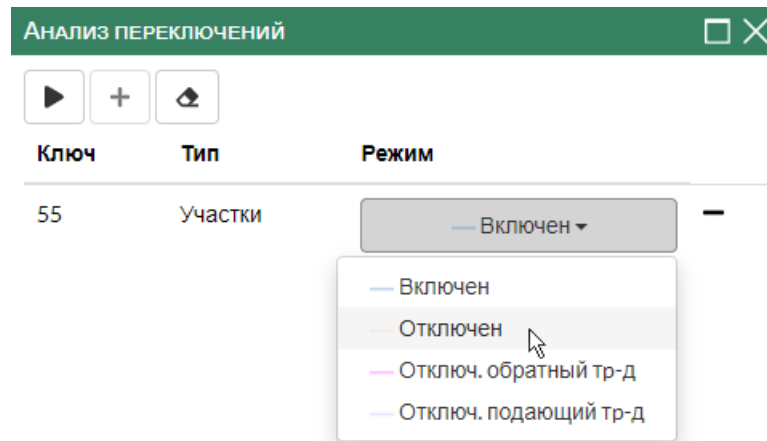 Анализ переключений
Ключ Тип Режим
55 Участки Включен
Включен
Отключен
Отключ. обратный тр-д
Отключ. подающий тр-д